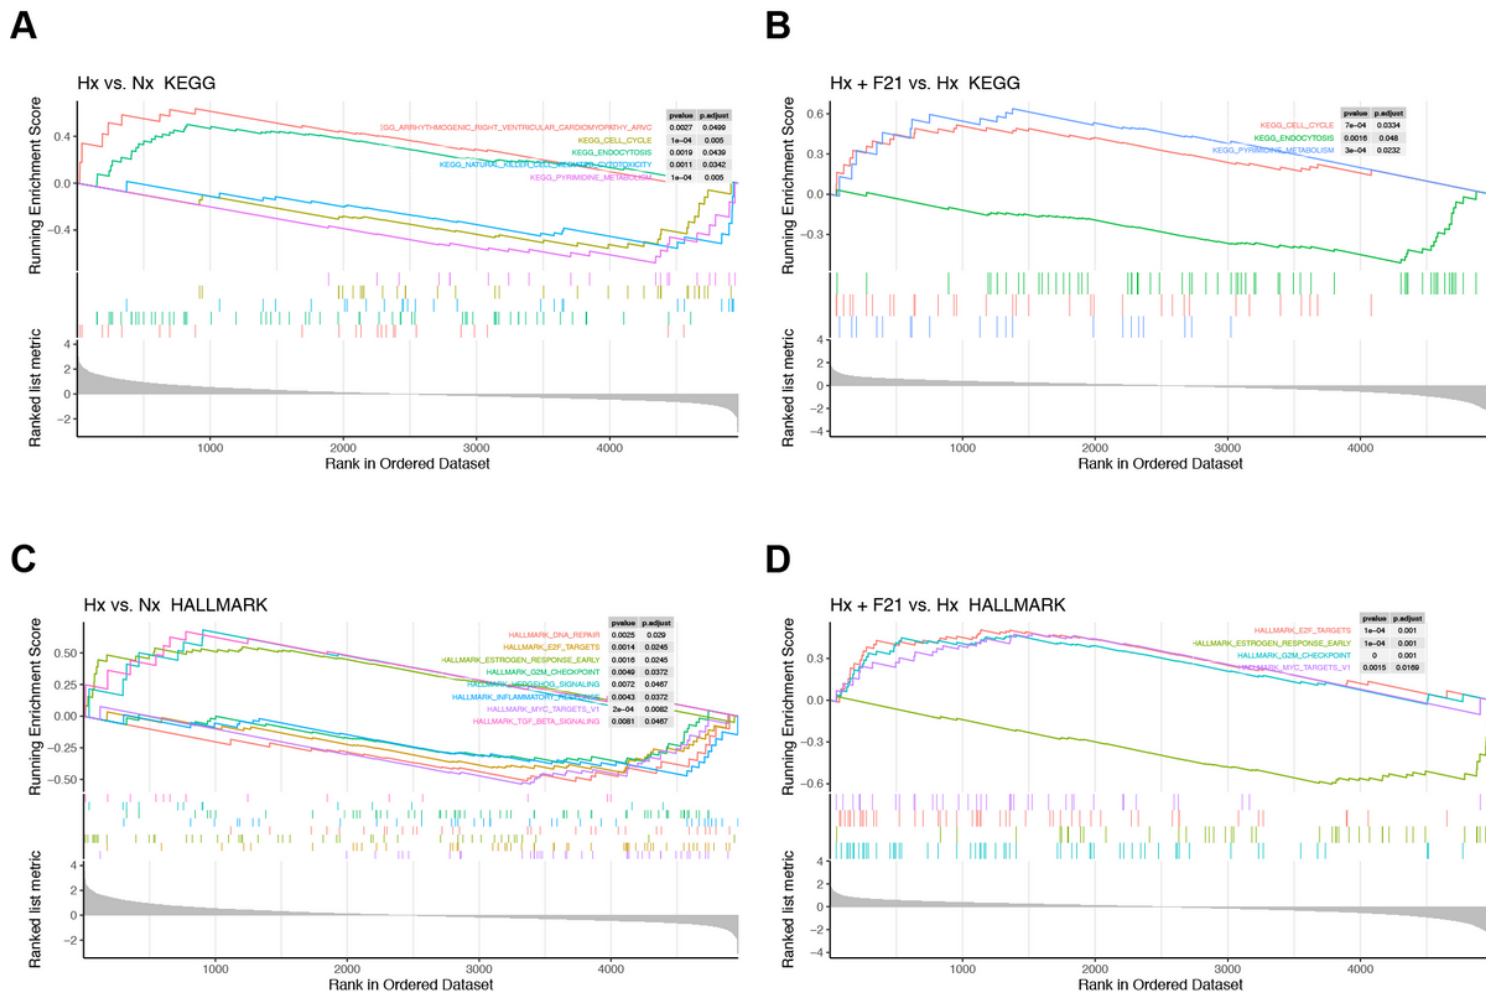 A
Hx vs. Nx KEGG
Running Enrichment Score
0.4
0.0
−0.4
pvalue p.adjust
GG_ARRHYTHMOGENIC_RIGHT_VENTRICULAR_CARDIOMYOPATHY_ARVC 0.0027 0.0499
KEGG_CELL_CYCLE 1e−04 0.005
KEGG_ENDOCYTOSIS 0.0019 0.0439
KEGG_NATURAL_KILLER_CELL_MEDIATED_CYTOTOXICITY 0.0011 0.0342
KEGG_PYRIMIDINE_METABOLISM 1e−04 0.005
Ranked list metric
4
2
0
−2
1000 2000 3000 4000
Rank in Ordered Dataset
B
Hx + F21 vs. Hx KEGG
Running Enrichment Score
0.6
0.3
0.0
−0.3
pvalue p.adjust
KEGG_CELL_CYCLE 7e−04 0.0334
KEGG_ENDOCYTOSIS 0.0016 0.048
KEGG_PYRIMIDINE_METABOLISM 3e−04 0.0232
Ranked list metric
4
2
0
−2
−4
1000 2000 3000 4000
Rank in Ordered Dataset
C
Hx vs. Nx HALLMARK
Running Enrichment Score
0.50
0.25
0.00
−0.25
−0.50
pvalue p.adjust
HALLMARK_DNA_REPAIR 0.0025 0.029
HALLMARK_E2F_TARGETS 0.0014 0.0245
HALLMARK_ESTROGEN_RESPONSE_EARLY 0.0016 0.0245
HALLMARK_G2M_CHECKPOINT 0.0049 0.0372
HALLMARK_HEDGEHOG_SIGNALING 0.0072 0.0467
HALLMARK_INFLAMMATORY_RESPONSE 0.0043 0.0372
HALLMARK_MYC_TARGETS_V1 2e−04 0.0082
HALLMARK_TGF_BETA_SIGNALING 0.0081 0.0467
Ranked list metric
4
2
0
−2
1000 2000 3000 4000
Rank in Ordered Dataset
D
Hx + F21 vs. Hx HALLMARK
Running Enrichment Score
0.3
0.0
−0.3
−0.6
pvalue p.adjust
HALLMARK_E2F_TARGETS 1e−04 0.001
HALLMARK_ESTROGEN_RESPONSE_EARLY 1e−04 0.001
HALLMARK_G2M_CHECKPOINT 0 0.001
HALLMARK_MYC_TARGETS_V1 0.0015 0.0169
Ranked list metric
4
2
0
−2
−4
1000 2000 3000 4000
Rank in Ordered Dataset